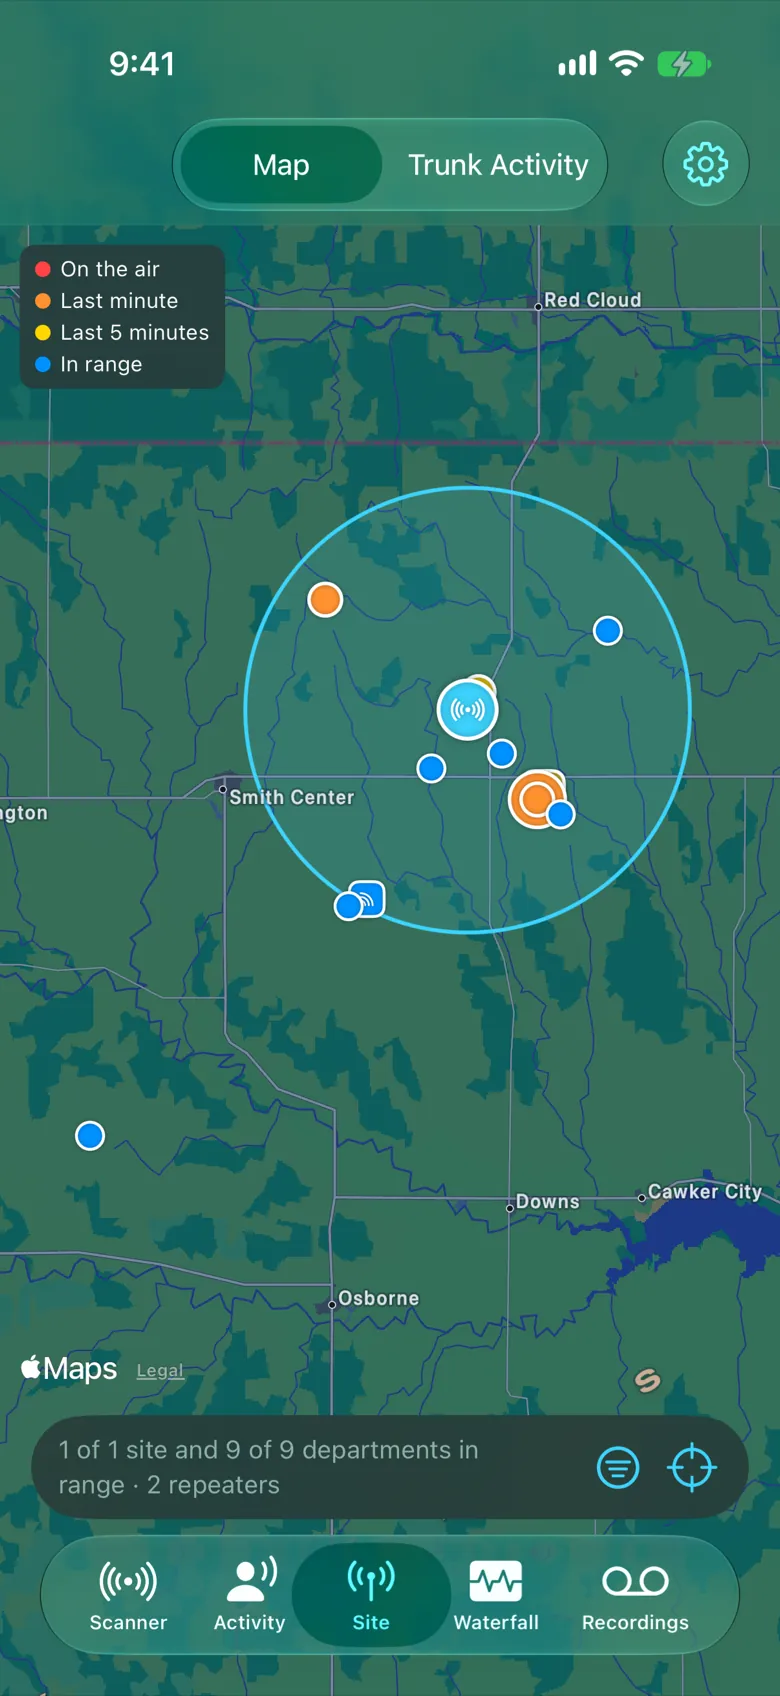 9:41
Map
Trunk Activity
On the air
Last minute
Last 5 minutes
In range
Red Cloud
Smith Center
ngton
Downs
Cawker City
Osborne
Maps
Legal
1 of 1 site and 9 of 9 departments in
range · 2 repeaters
Scanner
Activity
Site
Waterfall
Recordings